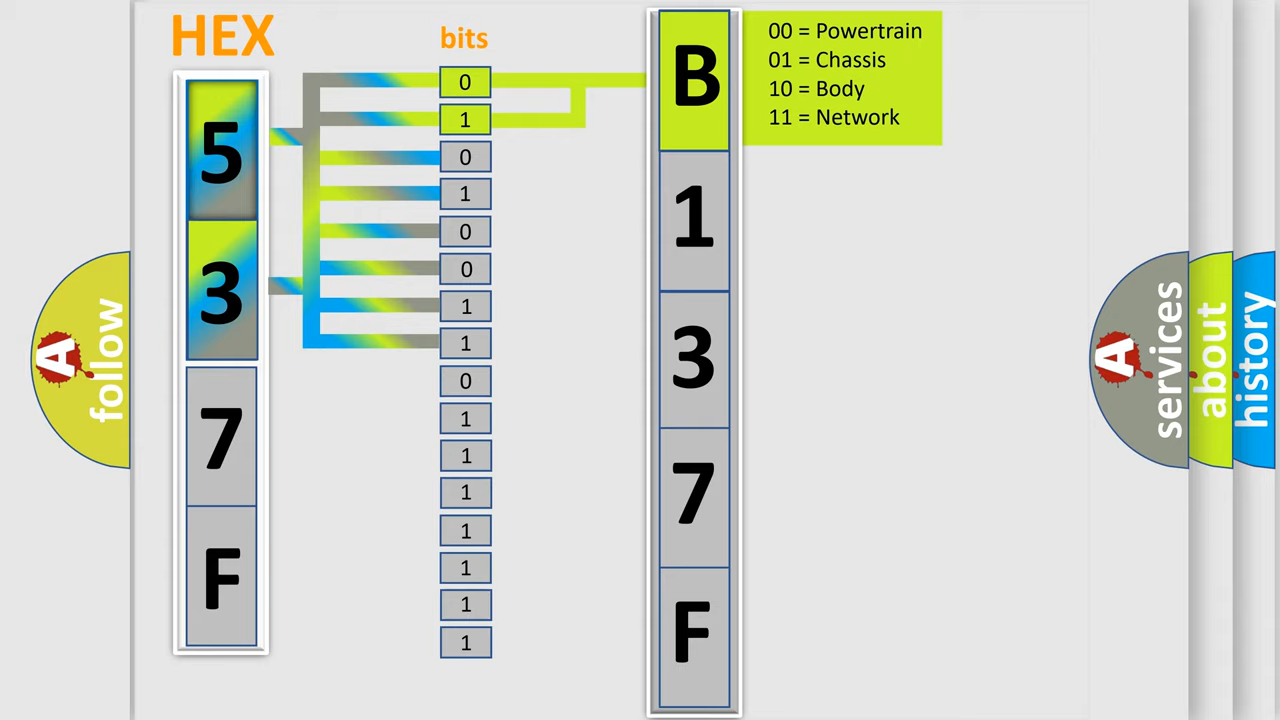 HEX
bits
5
3
7
F
0
1
0
1
0
0
1
1
0
1
1
1
1
1
1
1
B
1
3
7
F
00 = Powertrain
01 = Chassis
10 = Body
11 = Network
A
follow
A
services
about
history